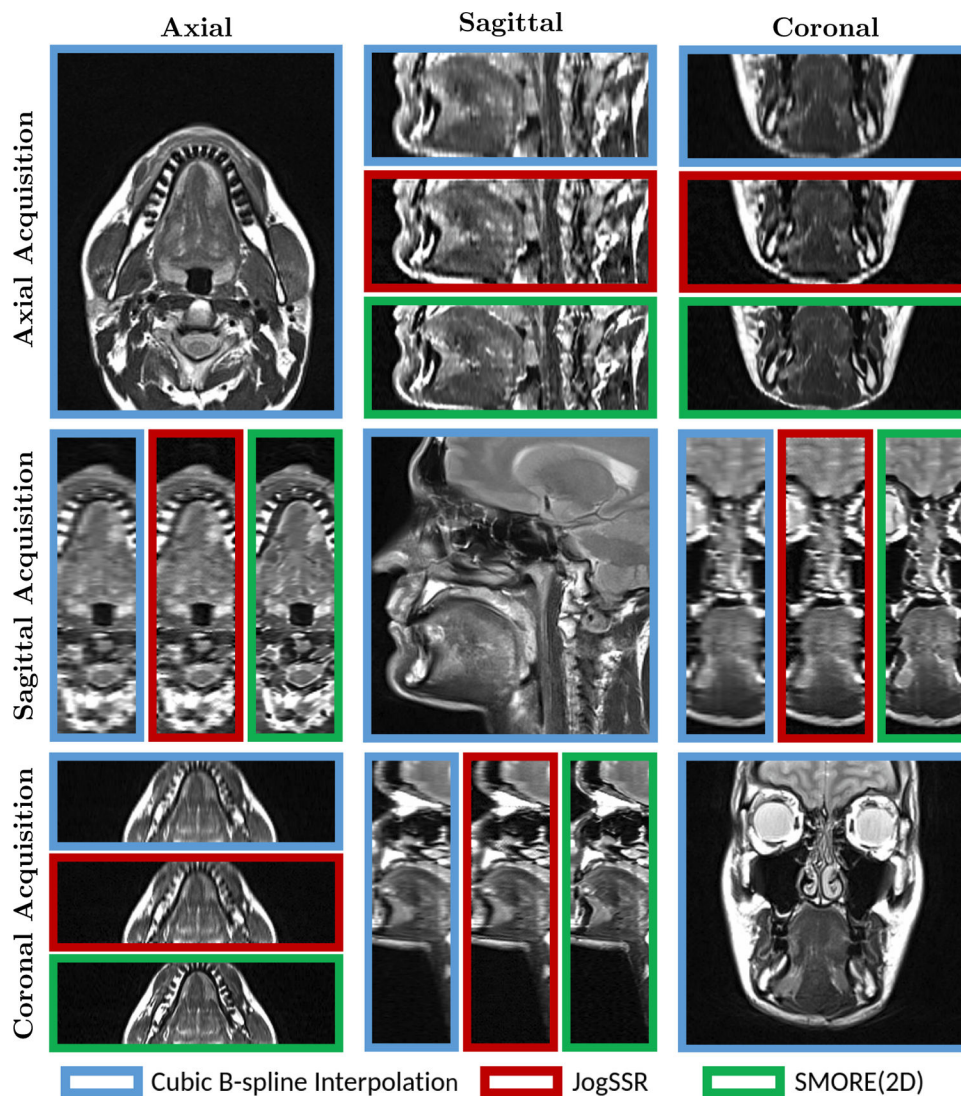 Axial
Sagittal
Coronal
Axial Acquisition
Sagittal Acquisition
Coronal Acquisition
Cubic B-spline Interpolation
JogSSR
SMORE(2D)